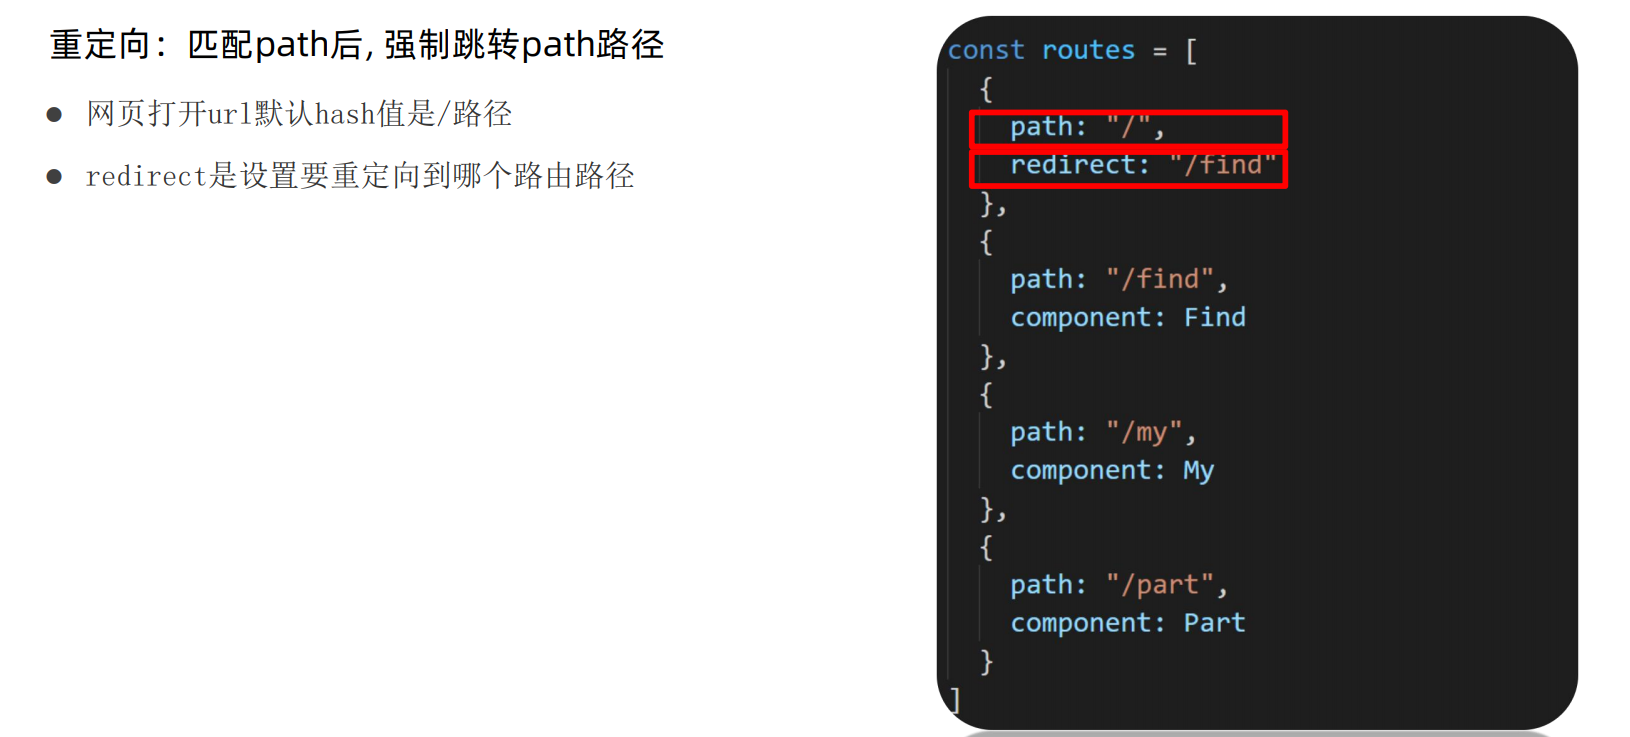 重定向：匹配path后, 强制跳转path路径
● 网页打开url默认hash值是/路径
● redirect是设置要重定向到哪个路由路径
const routes = [
  {
    path: "/",
    redirect: "/find"
  },
  {
    path: "/find",
    component: Find
  },
  {
    path: "/my",
    component: My
  },
  {
    path: "/part",
    component: Part
  }
]